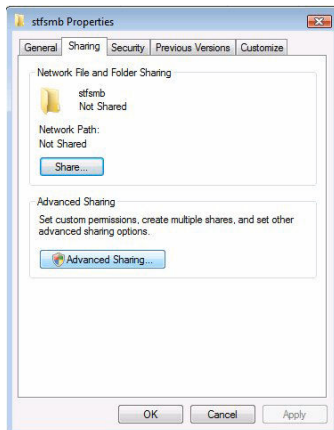 stfsmb Properties
General Sharing Security Previous Versions Customize
Network File and Folder Sharing
stfsmb
Not Shared
Network Path:
Not Shared
Share...
Advanced Sharing
Set custom permissions, create multiple shares, and set other
advanced sharing options.
Advanced Sharing...
OK Cancel Apply